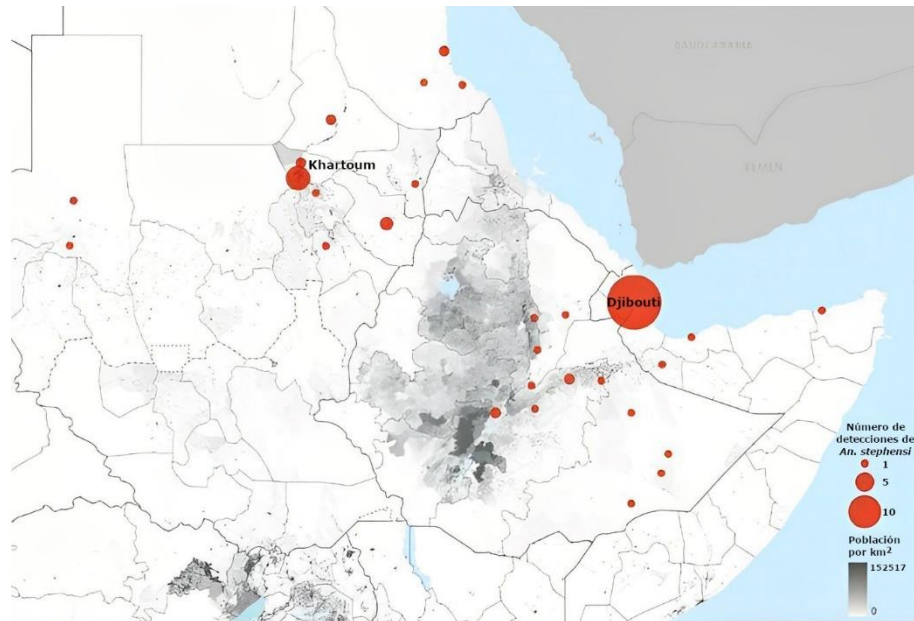 SAUDI ARABIA
YEMEN
Khartoum
Djibouti
Número de
detecciones de
An. stephensi
1
5
10
Población
por km²
152517
0